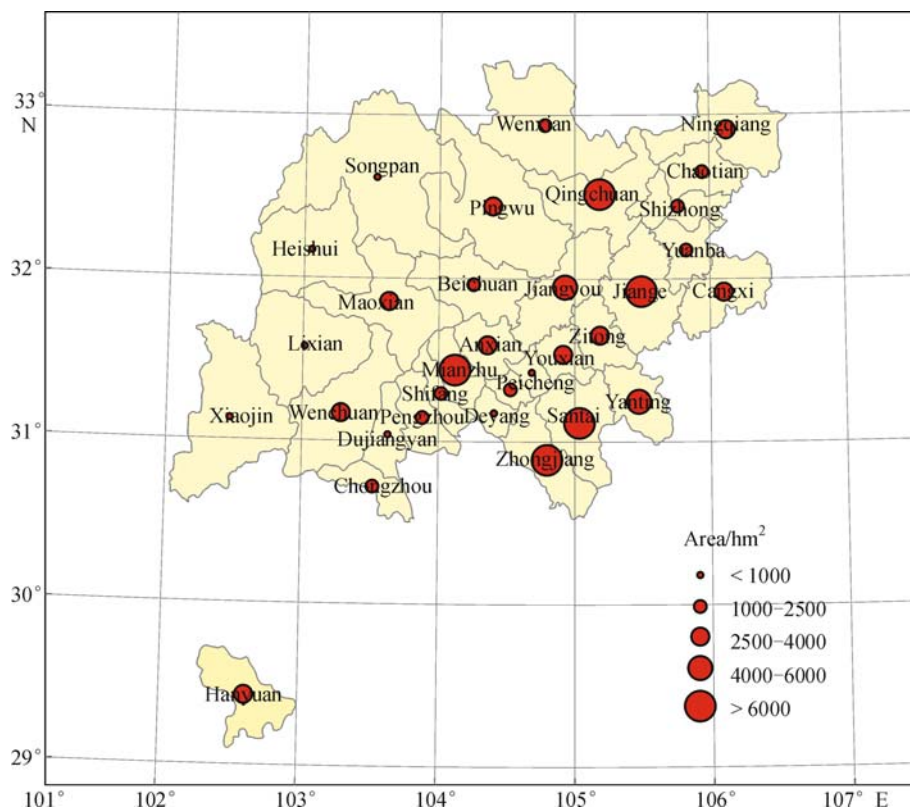 33°
N
Wenxian
Ningqiang
Songpan
Chaotian
Qingchuan
Pingwu
Shizhong
Heishui
Yuanba
32°
Beichuan
Jiangyou
Jiange
Cangxi
Maoxian
Zitong
Lixian
Anxian
Youxian
Mianzhu
Peicheng
Shifang
Yanting
Xiaojin
Wenchuan
Pengzhou
Deyang
Santai
31°
Dujiangyan
Zhongjiang
Chongzhou
Area/hm²
< 1000
30°
1000−2500
2500−4000
4000−6000
Hanyuan
> 6000
29°
101°
102°
103°
104°
105°
106°
107° E